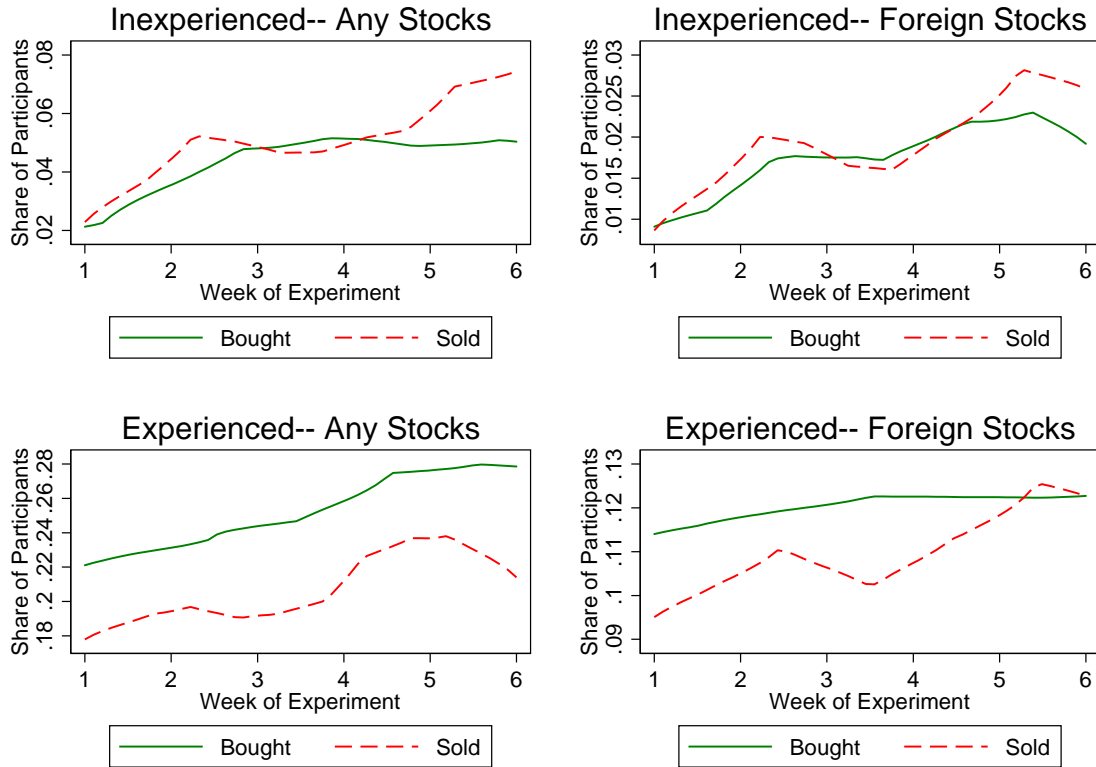 Inexperienced-- Any Stocks
Share of Participants
.02 .04 .06 .08
1 2 3 4 5 6
Week of Experiment
Bought Sold
Inexperienced-- Foreign Stocks
Share of Participants
.01 .015 .02 .025 .03
1 2 3 4 5 6
Week of Experiment
Bought Sold
Experienced-- Any Stocks
Share of Participants
.18 .2 .22 .24 .26 .28
1 2 3 4 5 6
Week of Experiment
Bought Sold
Experienced-- Foreign Stocks
Share of Participants
.09 .1 .11 .12 .13
1 2 3 4 5 6
Week of Experiment
Bought Sold